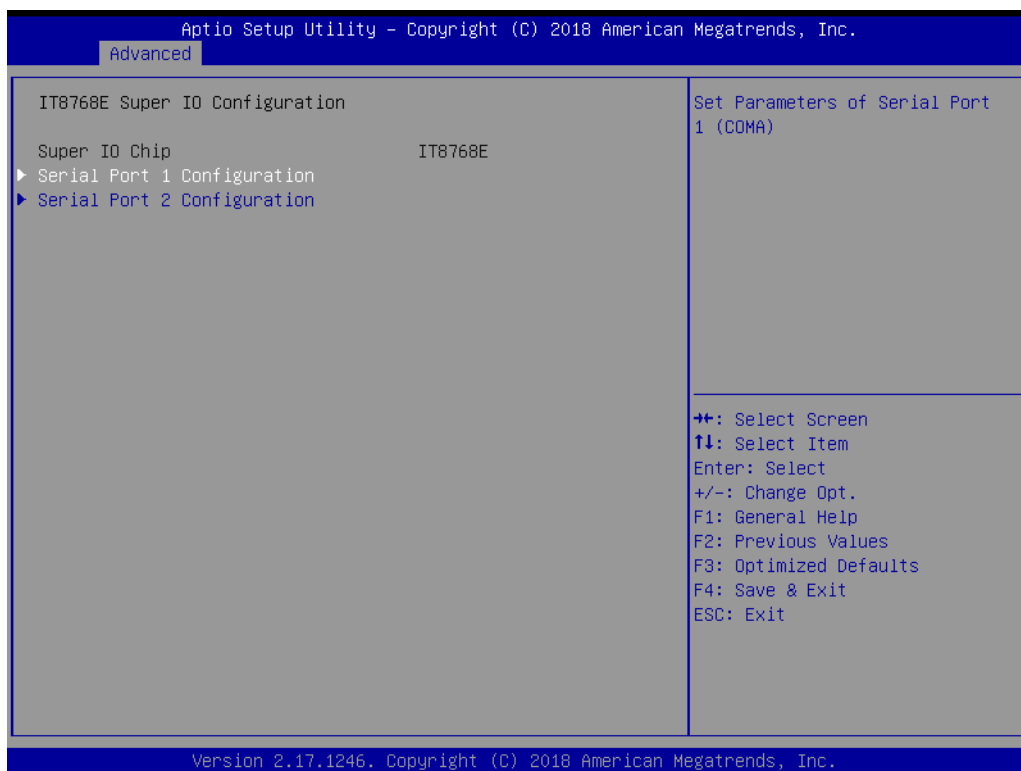 Aptio Setup Utility – Copyright (C) 2018 American Megatrends, Inc.
Advanced
IT8768E Super IO Configuration
Super IO Chip IT8768E
Serial Port 1 Configuration
Serial Port 2 Configuration
Set Parameters of Serial Port
1 (COMA)
→←: Select Screen
↑↓: Select Item
Enter: Select
+/-: Change Opt.
F1: General Help
F2: Previous Values
F3: Optimized Defaults
F4: Save & Exit
ESC: Exit
Version 2.17.1246. Copyright (C) 2018 American Megatrends, Inc.